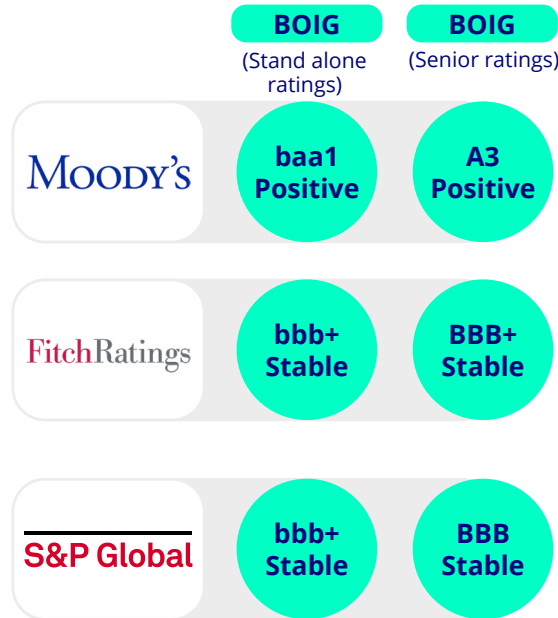 BOIG BOIG
(Stand alone ratings) (Senior ratings)
MOODY'S
baa1 Positive
A3 Positive
FitchRatings
bbb+ Stable
BBB+ Stable
S&P Global
bbb+ Stable
BBB Stable